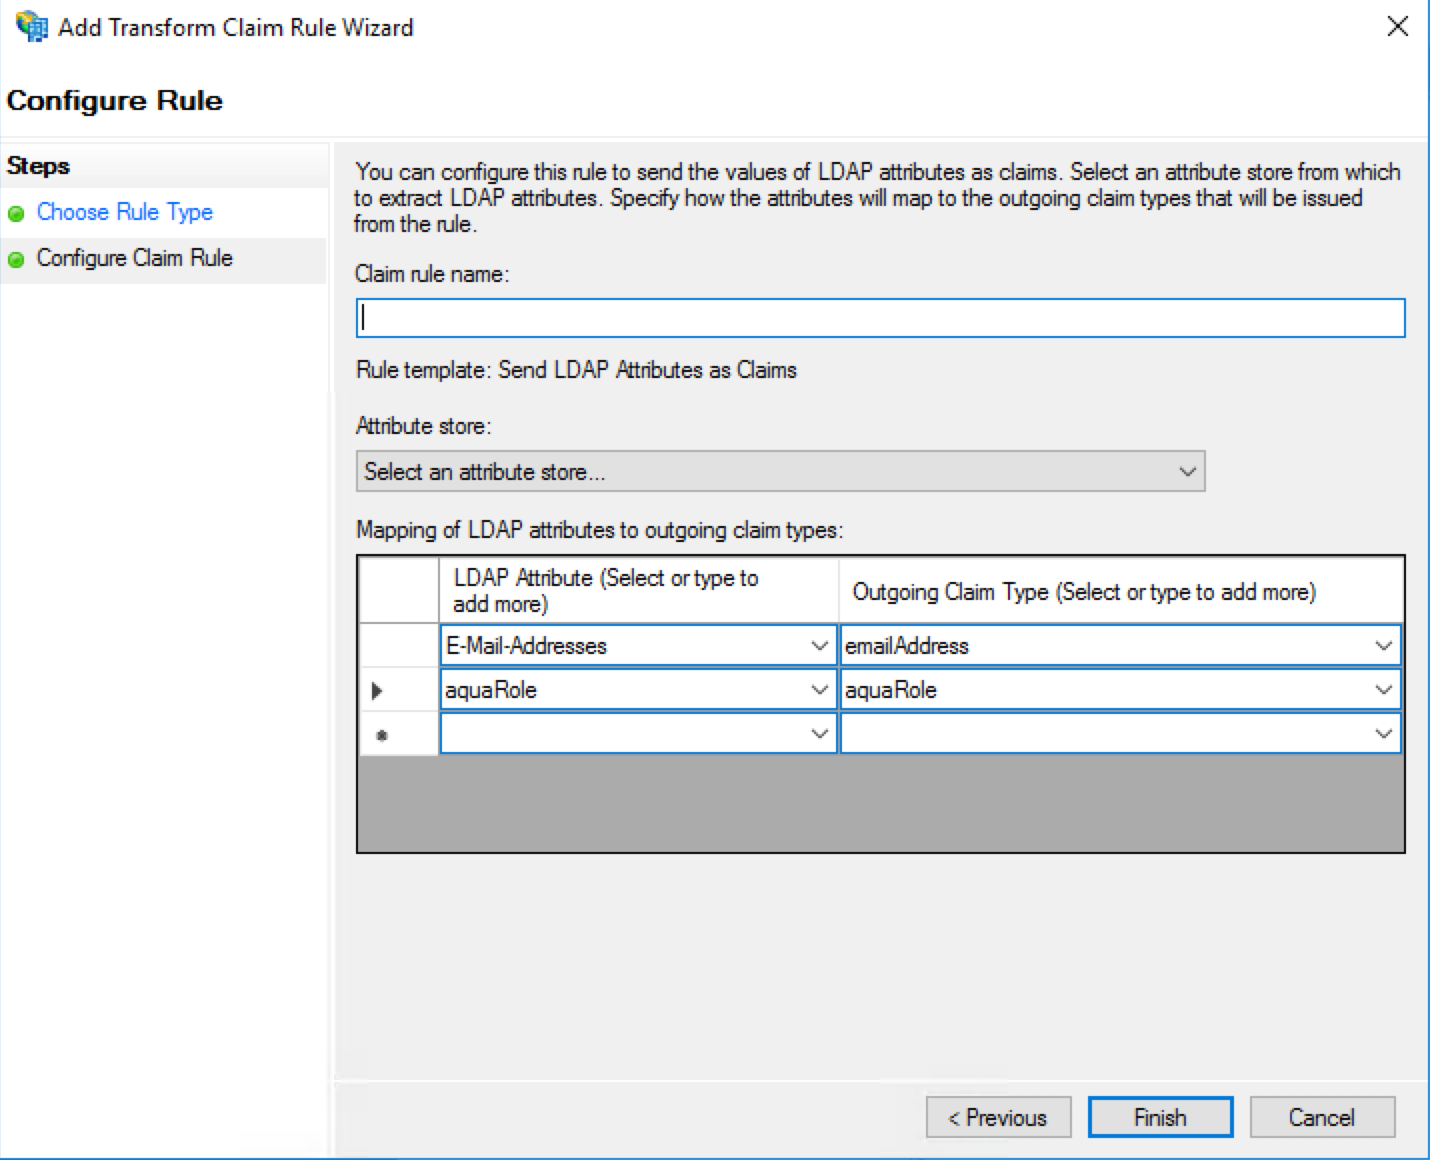 Add Transform Claim Rule Wizard
Configure Rule
Steps
Choose Rule Type
Configure Claim Rule
You can configure this rule to send the values of LDAP attributes as claims. Select an attribute store from which
to extract LDAP attributes. Specify how the attributes will map to the outgoing claim types that will be issued
from the rule.
Claim rule name:
Rule template: Send LDAP Attributes as Claims
Attribute store:
Select an attribute store...
Mapping of LDAP attributes to outgoing claim types:
LDAP Attribute (Select or type to
add more)
Outgoing Claim Type (Select or type to add more)
E-Mail-Addresses
emailAddress
aquaRole
aquaRole
< Previous
Finish
Cancel